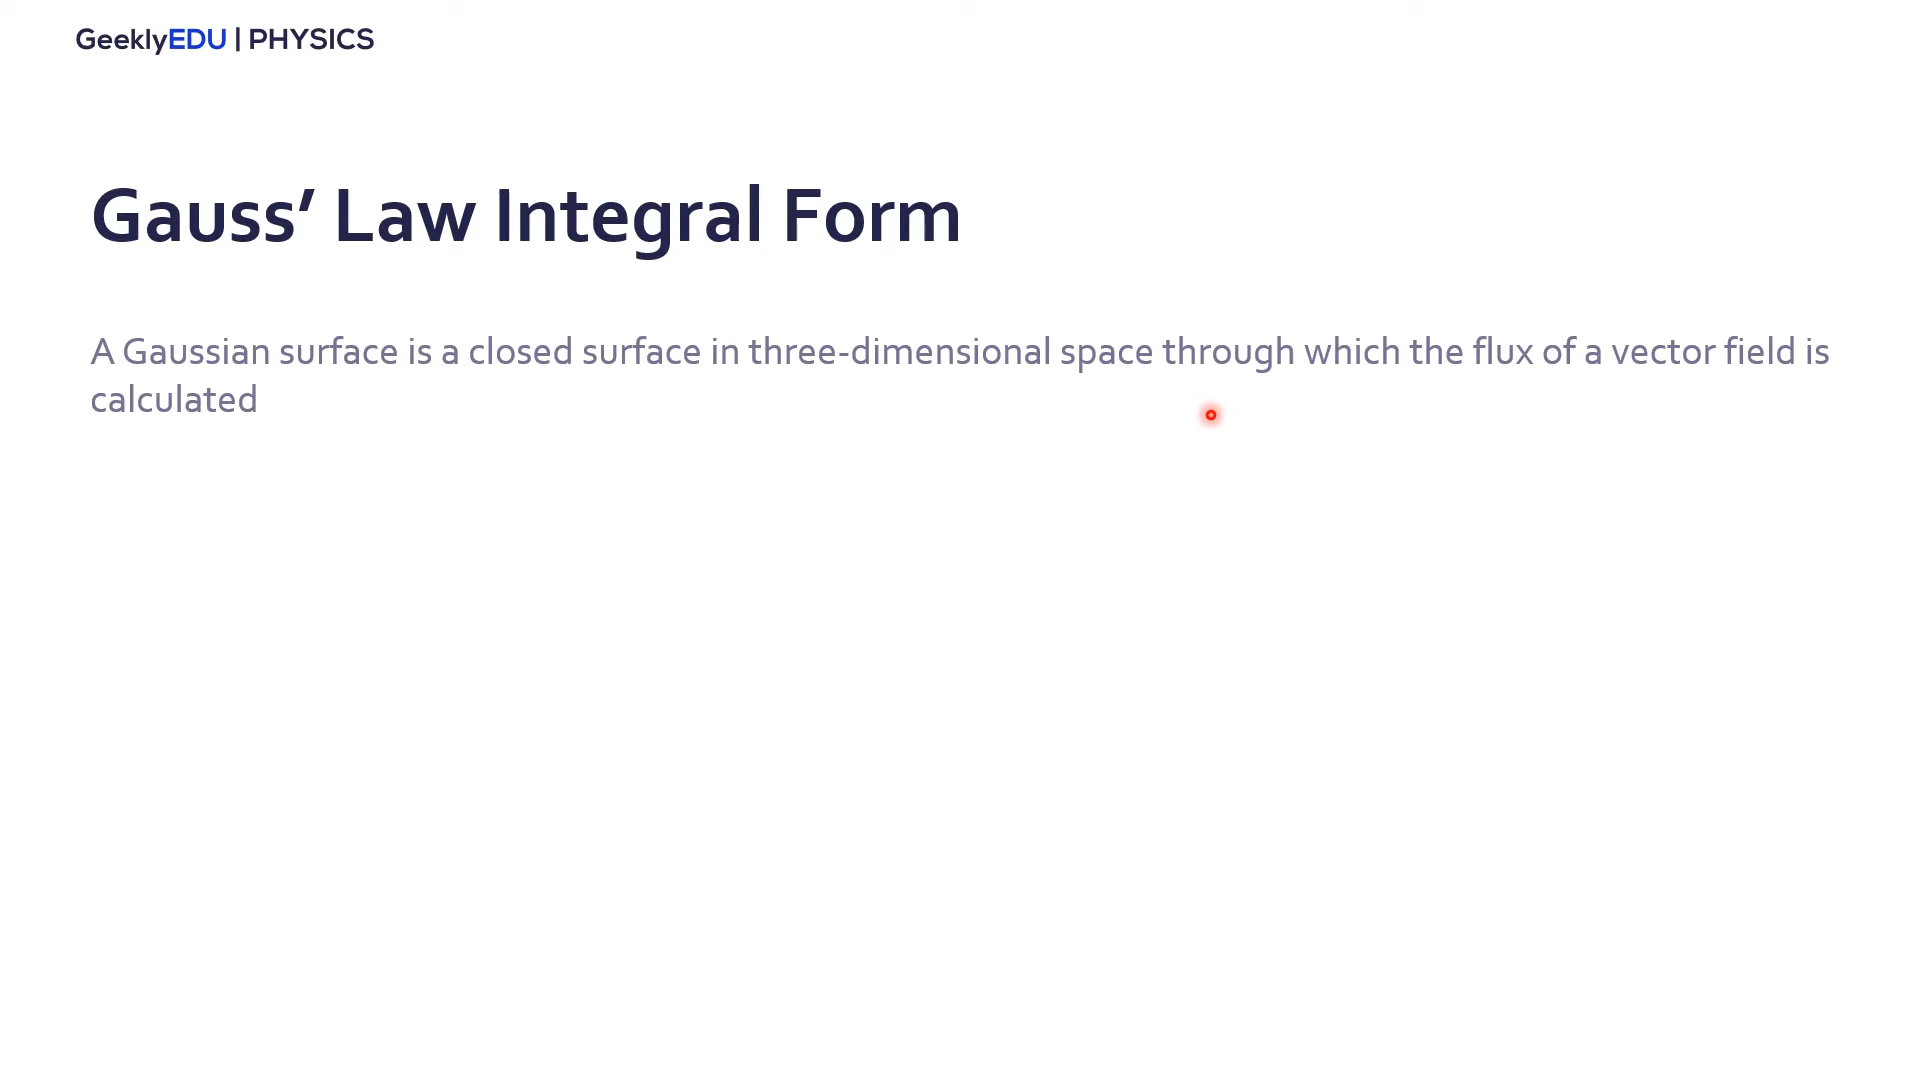 GeeklyEDU | PHYSICS
Gauss’ Law Integral Form
A Gaussian surface is a closed surface in three-dimensional space through which the flux of a vector field is
calculated